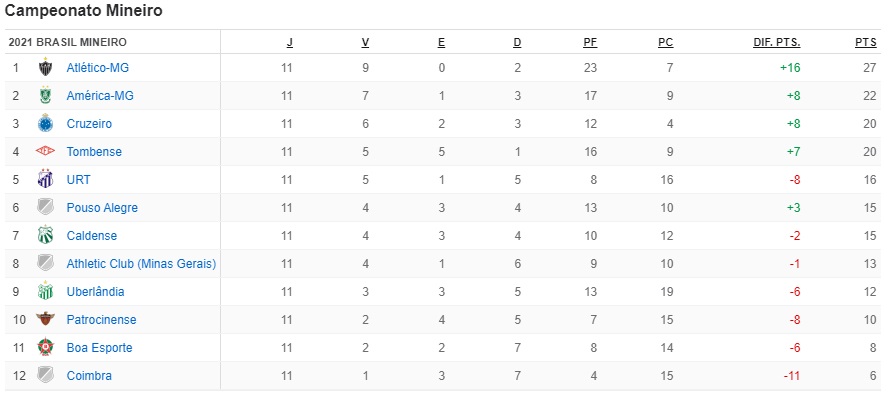 Campeonato Mineiro
2021 BRASIL MINEIRO J V E D PF PC DIF. PTS. PTS
1 Atlético-MG 11 9 0 2 23 7 +16 27
2 América-MG 11 7 1 3 17 9 +8 22
3 Cruzeiro 11 6 2 3 12 4 +8 20
4 Tombense 11 5 5 1 16 9 +7 20
5 URT 11 5 1 5 8 16 -8 16
6 Pouso Alegre 11 4 3 4 13 10 +3 15
7 Caldense 11 4 3 4 10 12 -2 15
8 Athletic Club (Minas Gerais) 11 4 1 6 9 10 -1 13
9 Uberlândia 11 3 3 5 13 19 -6 12
10 Patrocinense 11 2 4 5 7 15 -8 10
11 Boa Esporte 11 2 2 7 8 14 -6 8
12 Coimbra 11 1 3 7 4 15 -11 6